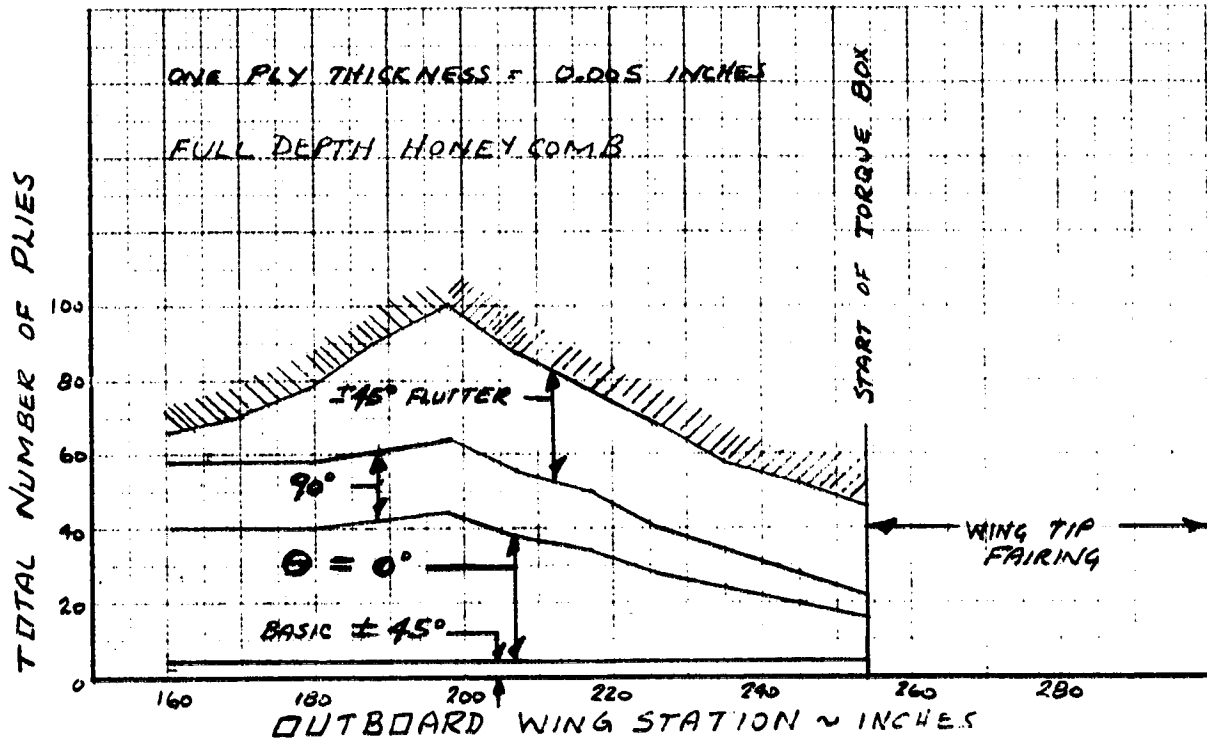 ONE PLY THICKNESS = 0.005 INCHES
FULL DEPTH HONEYCOMB
START OF TORQUE BOX
TOTAL NUMBER OF PLIES
100
80
60
40
20
0
±45° FLUTTER
90°
Θ = 0°
BASIC ± 45°
WING TIP
FAIRING
160 180 200 220 240 260 280
OUTBOARD WING STATION ~ INCHES